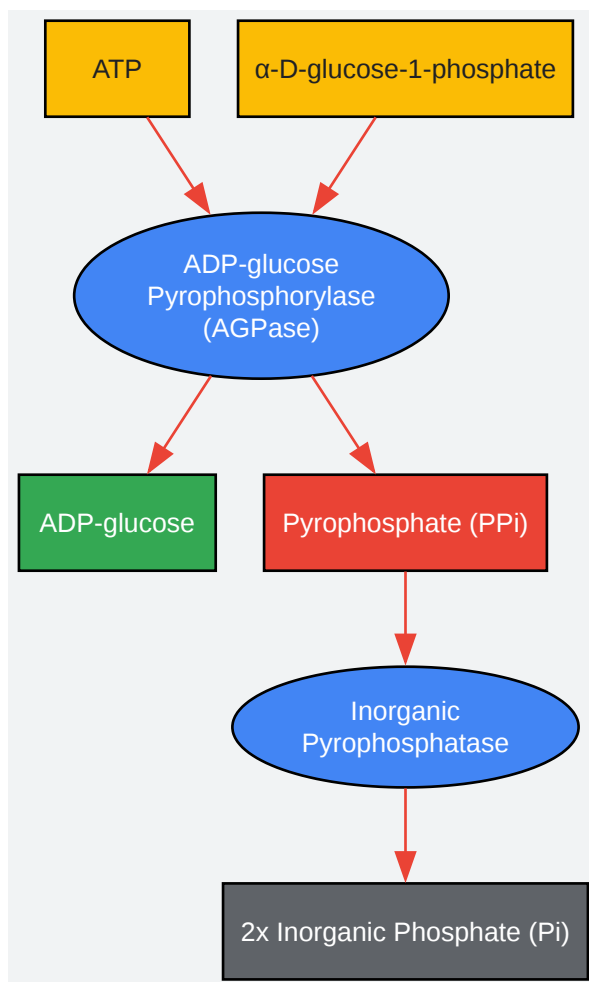 ATP
α-D-glucose-1-phosphate
ADP-glucose
Pyrophosphorylase
(AGPase)
ADP-glucose
Pyrophosphate (PPi)
Inorganic
Pyrophosphatase
2x Inorganic Phosphate (Pi)